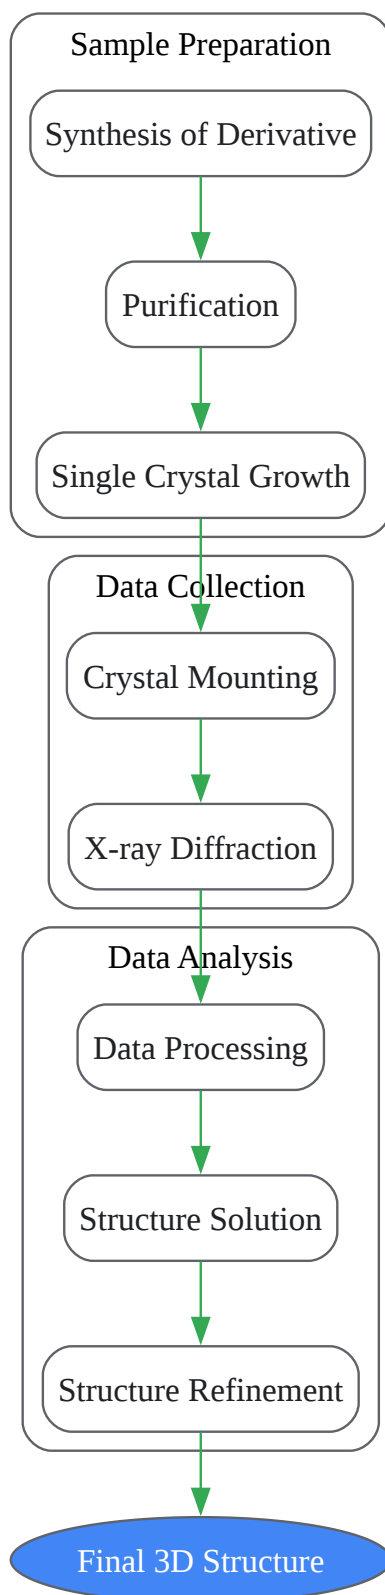 Sample Preparation
Synthesis of Derivative
Purification
Single Crystal Growth
Data Collection
Crystal Mounting
X-ray Diffraction
Data Analysis
Data Processing
Structure Solution
Structure Refinement
Final 3D Structure